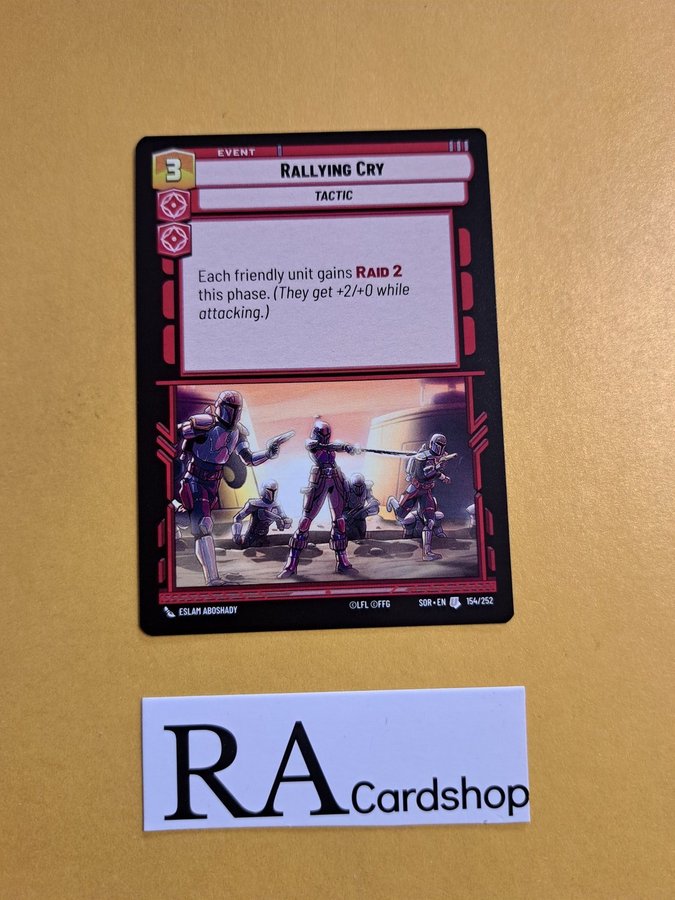 EVENT
3
RALLYING CRY
TACTIC
Each friendly unit gains RAID 2
this phase. (They get +2/+0 while
attacking.)
ESLAM ABOSHADY ©LFL ©FFG SOR • EN U 154/252
RA Cardshop